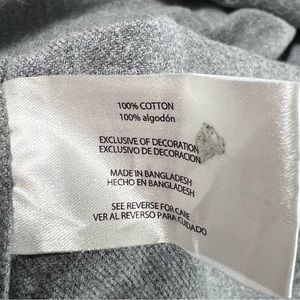 100% COTTON
100% algodón
EXCLUSIVE OF DECORATION
EXCLUSIVO DE DECORACION
MADE IN BANGLADESH
HECHO EN BANGLADESH
SEE REVERSE FOR CARE
VER AL REVERSO PARA CUIDADO